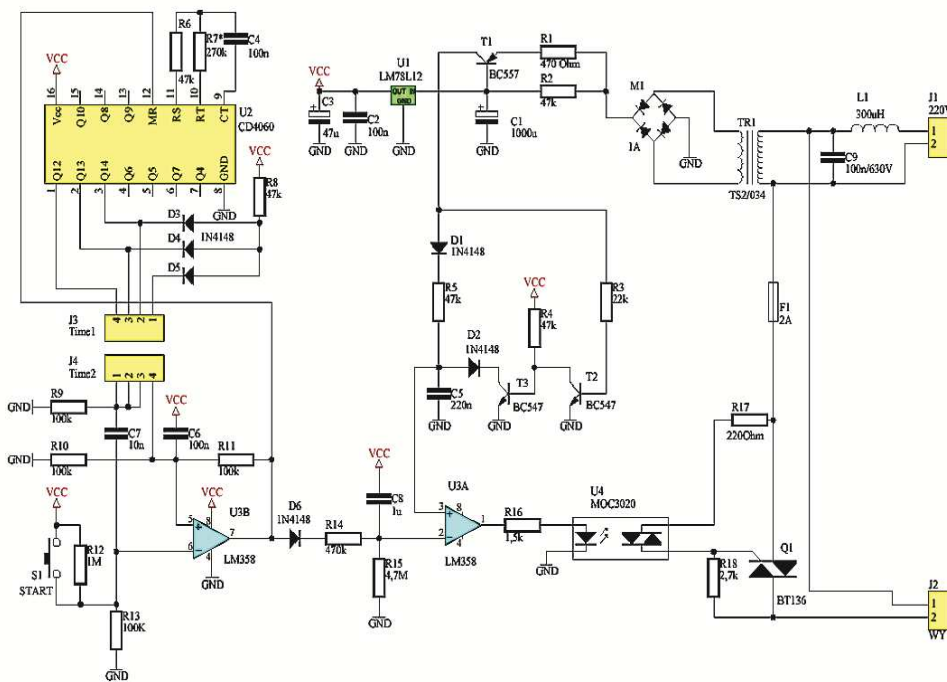 R6
R7*
270k
C4
100n
47k
VCC
16
15
14
13
12
11
10
9
Vcc
Q10
Q8
Q9
MR
RS
RT
CT
U2
CD4060
Q12
Q13
Q14
Q6
Q5
Q7
Q4
GND
1
2
3
4
5
6
7
8
GND
VCC
R8
47k
D3
1N4148
D4
D5
J3
Time1
4
3
2
1
J4
Time2
1
2
3
4
GND
R9
100k
C7
10n
VCC
C6
100n
GND
R10
100k
R11
100k
VCC
S1
START
R12
1M
R13
100K
GND
VCC
U3B
5
6
7
8
4
LM358
GND
D6
1N4148
R14
470k
VCC
C8
1u
R15
4,7M
GND
VCC
C3
47u
GND
C2
100n
GND
U1
LM78L12
OUT IN
GND
GND
T1
BC557
R1
470 Ohm
R2
47k
C1
1000u
GND
M1
1A
GND
TR1
TS2/034
L1
300uH
C9
100n/630V
J1
220V
1
2
D1
1N4148
R5
47k
D2
1N4148
C5
220n
GND
VCC
R4
47k
R3
22k
T3
BC547
GND
T2
BC547
GND
F1
2A
R17
220Ohm
U3A
3
2
1
8
4
LM358
R16
1,5k
GND
U4
MOC3020
R18
2,7k
Q1
BT136
J2
1
2
WY